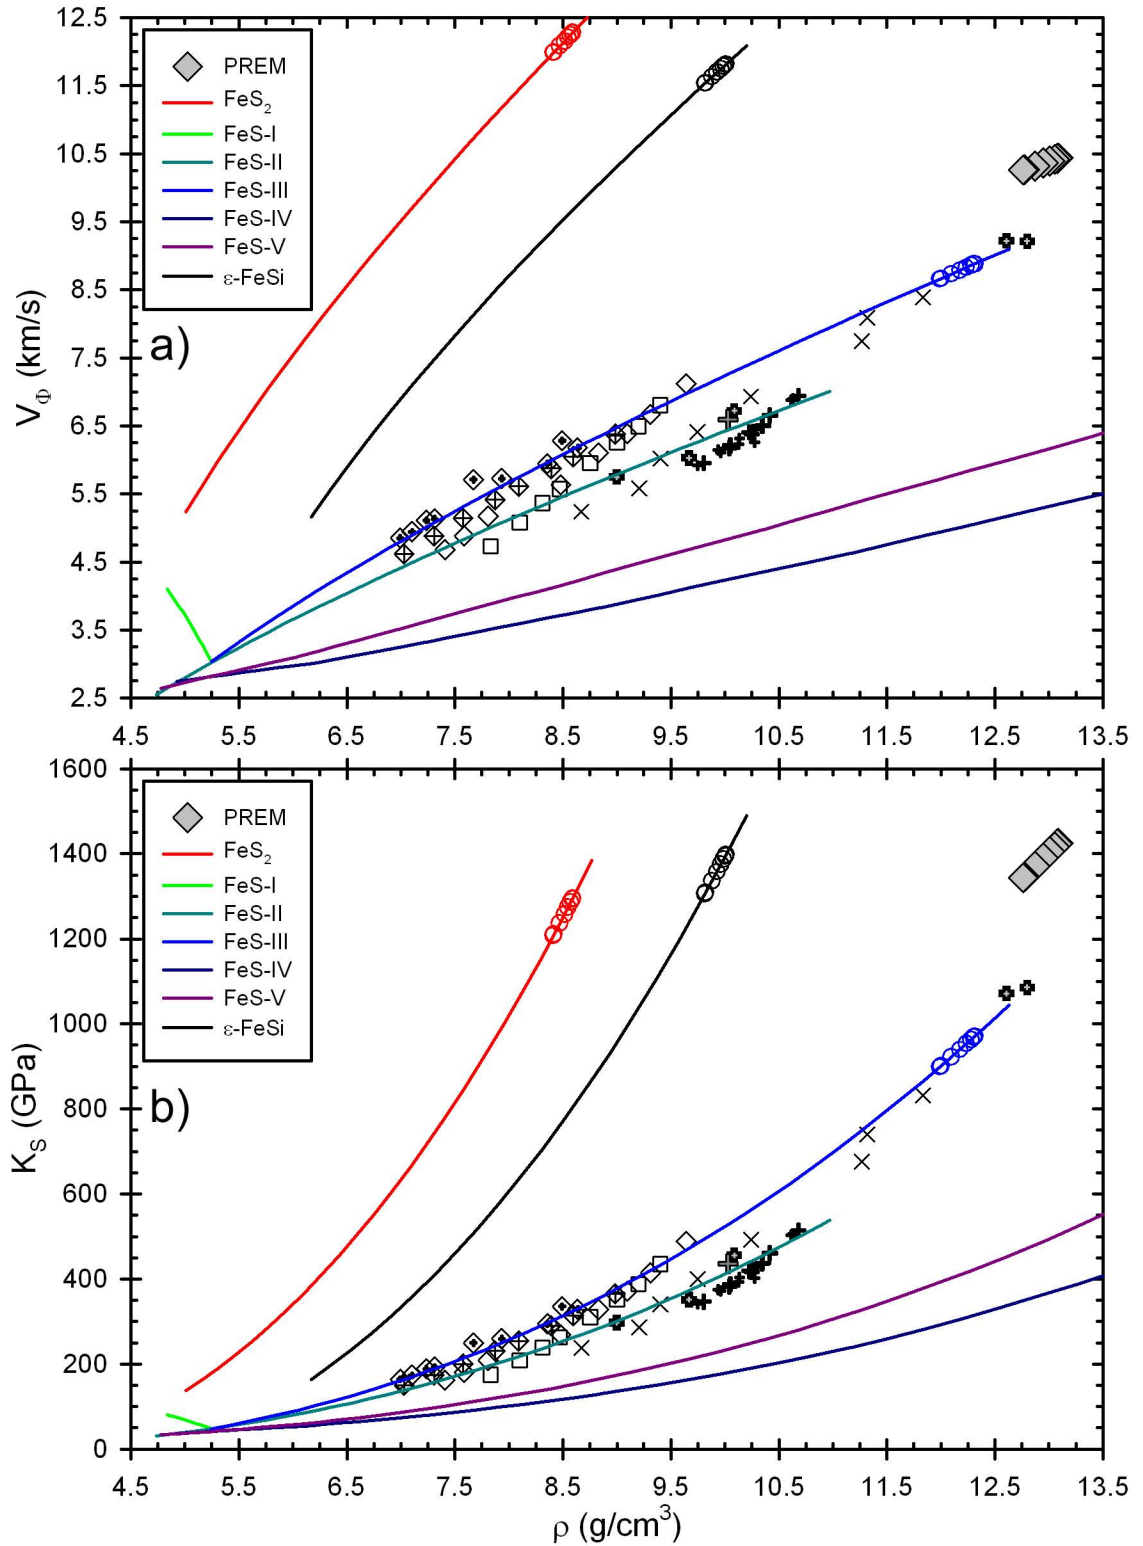 12.5
11.5
10.5
9.5
8.5
7.5
6.5
5.5
4.5
3.5
2.5
V_Φ (km/s)
PREM
FeS₂
FeS-I
FeS-II
FeS-III
FeS-IV
FeS-V
ε-FeSi
a)
4.5 5.5 6.5 7.5 8.5 9.5 10.5 11.5 12.5 13.5
1600
1400
1200
1000
800
600
400
200
0
K_S (GPa)
PREM
FeS₂
FeS-I
FeS-II
FeS-III
FeS-IV
FeS-V
ε-FeSi
b)
4.5 5.5 6.5 7.5 8.5 9.5 10.5 11.5 12.5 13.5
ρ (g/cm³)